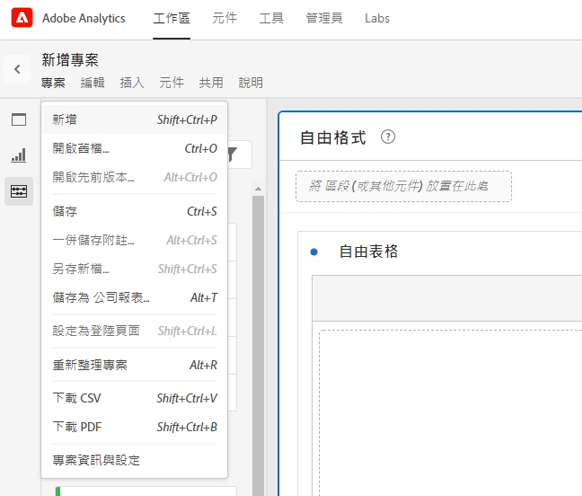 Adobe Analytics 工作區 元件 工具 管理員 Labs
新增專案
專案 編輯 插入 元件 共用 說明
新增 Shift+Ctrl+P
開啟舊檔... Ctrl+O
開啟先前版本... Alt+Ctrl+O
儲存 Ctrl+S
一併儲存附註... Alt+Ctrl+S
另存新檔... Shift+Ctrl+S
儲存為 公司報表... Alt+T
設定為登陸頁面 Shift+Ctrl+L
重新整理專案 Alt+R
下載 CSV Shift+Ctrl+V
下載 PDF Shift+Ctrl+B
專案資訊與設定
自由格式 ?
將 區段 (或其他元件) 放置在此處
自由表格